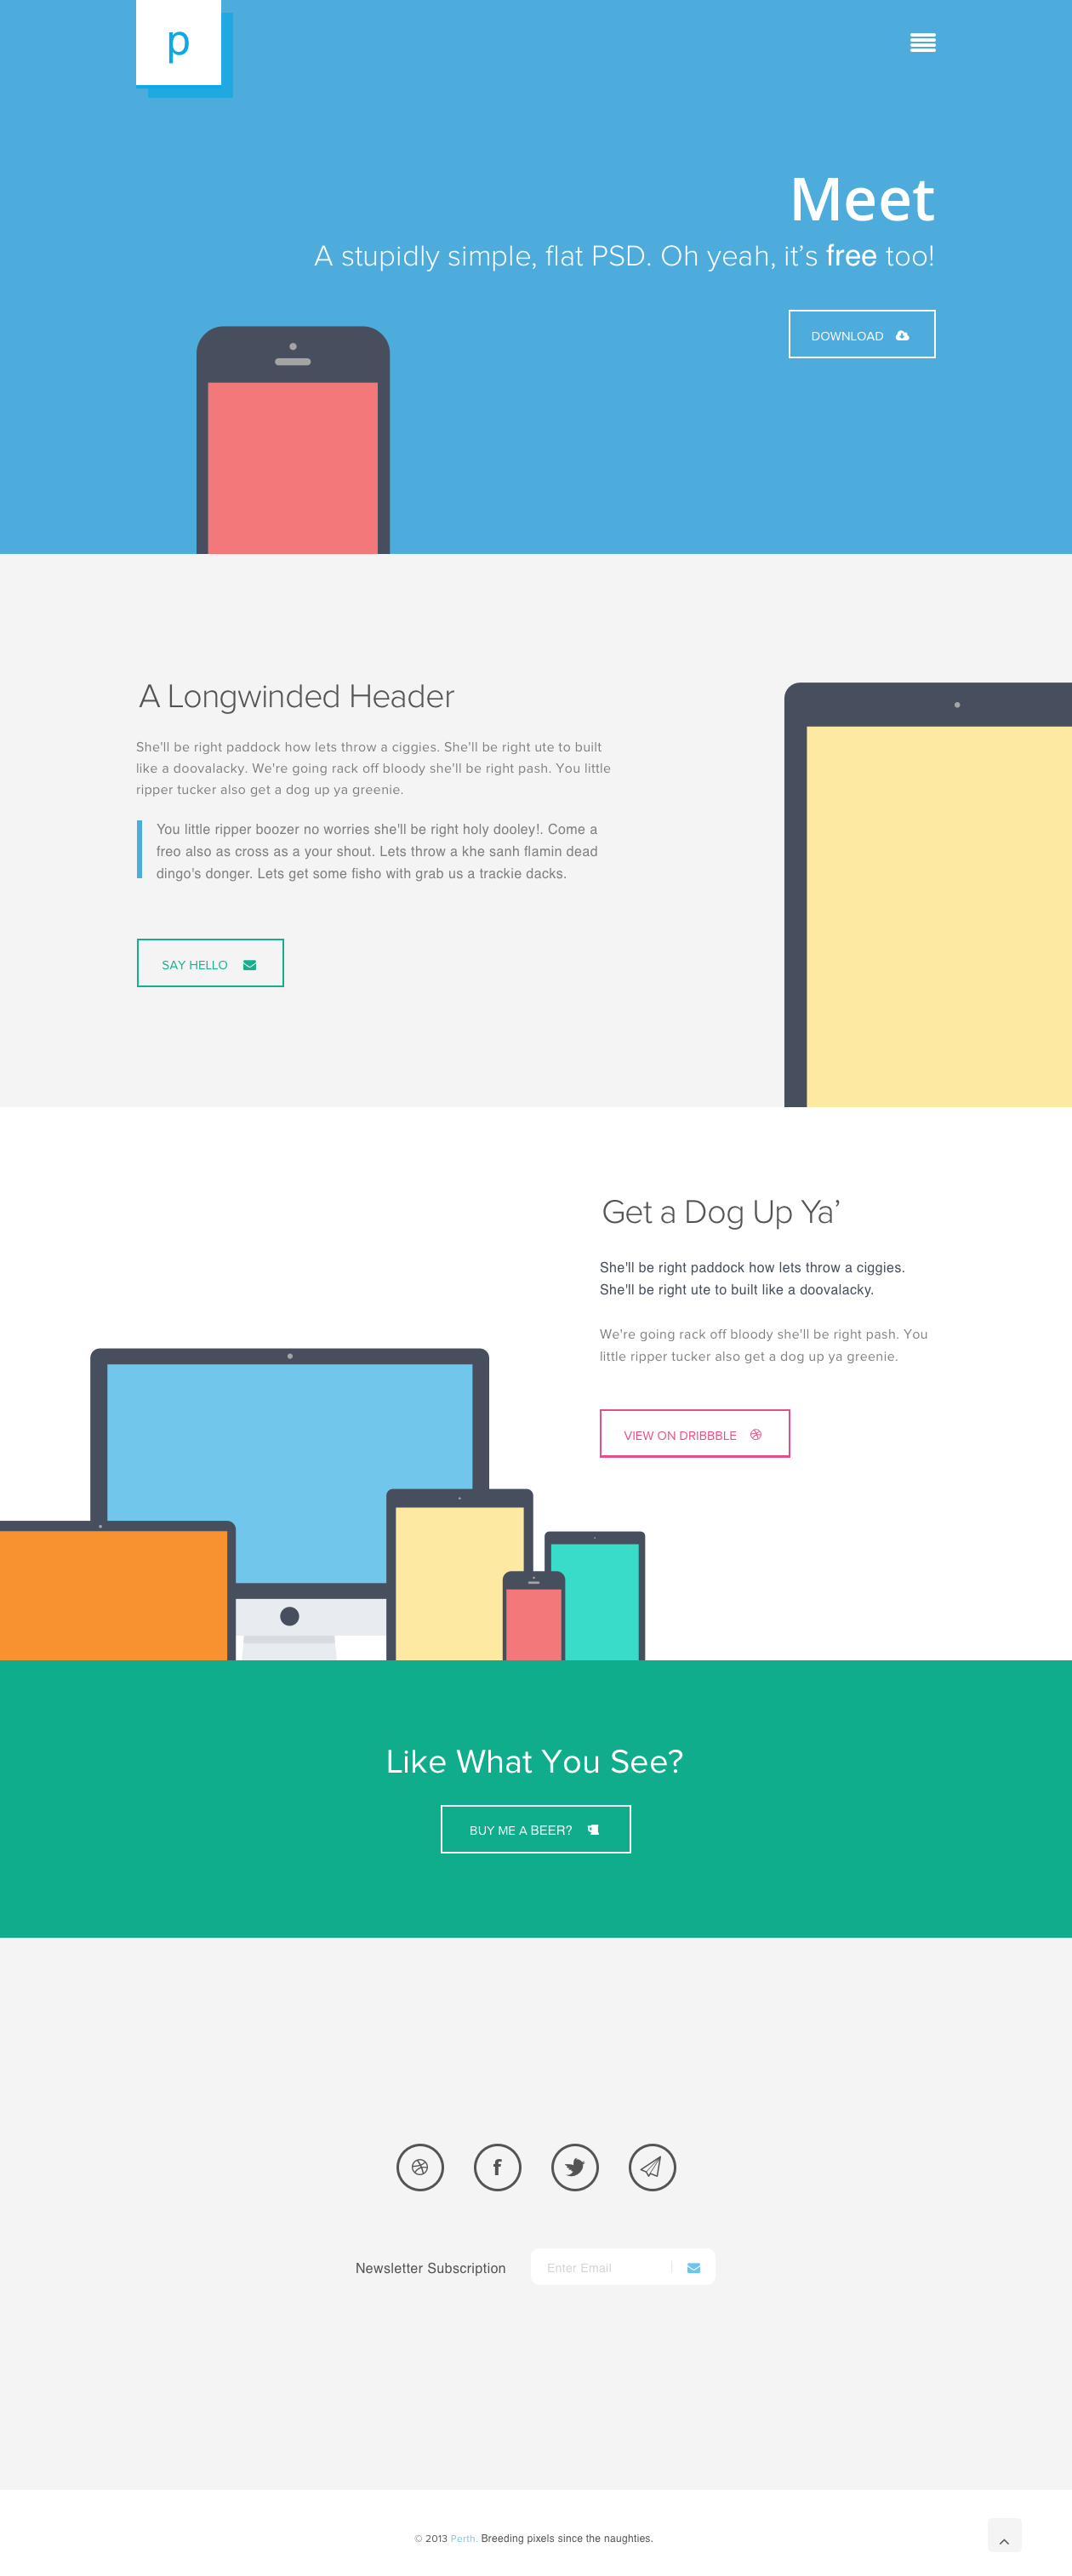 p
Meet
A stupidly simple, flat PSD. Oh yeah, it’s free too!
DOWNLOAD
A Longwinded Header
She'll be right paddock how lets throw a ciggies. She'll be right ute to built
like a doovalacky. We're going rack off bloody she'll be right pash. You little
ripper tucker also get a dog up ya greenie.
You little ripper boozer no worries she'll be right holy dooley!. Come a
freo also as cross as a your shout. Lets throw a khe sanh flamin dead
dingo's donger. Lets get some fisho with grab us a trackie dacks.
SAY HELLO
Get a Dog Up Ya’
She'll be right paddock how lets throw a ciggies.
She'll be right ute to built like a doovalacky.
We're going rack off bloody she'll be right pash. You
little ripper tucker also get a dog up ya greenie.
VIEW ON DRIBBBLE
Like What You See?
BUY ME A BEER?
f
Newsletter Subscription
Enter Email
© 2013 Perth. Breeding pixels since the naughties.